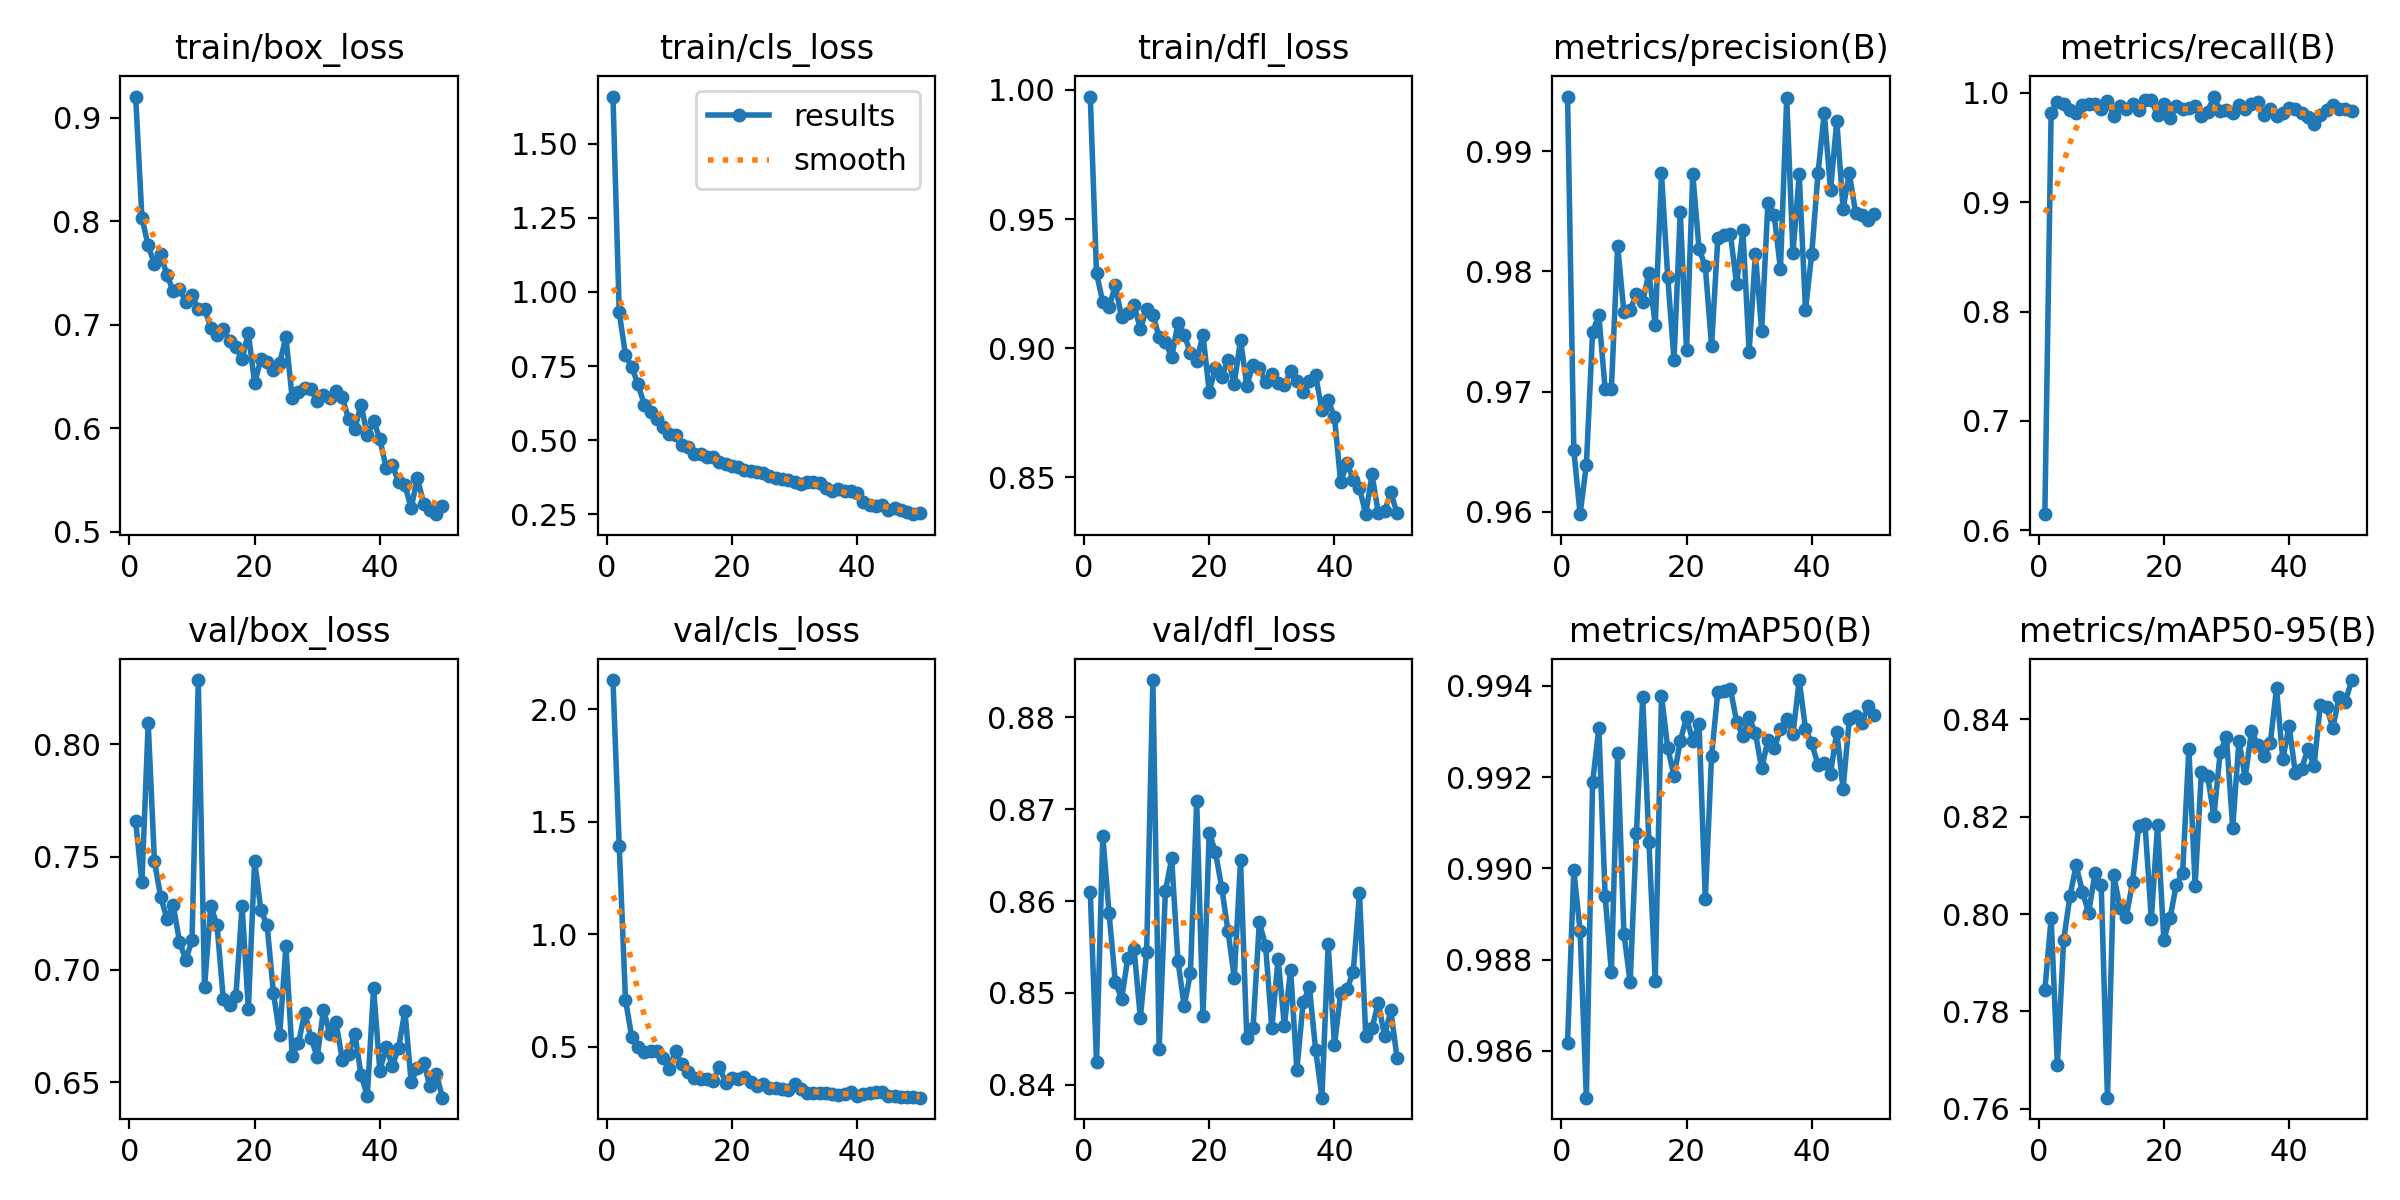 train/box_loss
0.9
0.8
0.7
0.6
0.5
0 20 40
train/cls_loss
results
smooth
1.50
1.25
1.00
0.75
0.50
0.25
0 20 40
train/dfl_loss
1.00
0.95
0.90
0.85
0 20 40
metrics/precision(B)
0.99
0.98
0.97
0.96
0 20 40
metrics/recall(B)
1.0
0.9
0.8
0.7
0.6
0 20 40
val/box_loss
0.80
0.75
0.70
0.65
0 20 40
val/cls_loss
2.0
1.5
1.0
0.5
0 20 40
val/dfl_loss
0.88
0.87
0.86
0.85
0.84
0 20 40
metrics/mAP50(B)
0.994
0.992
0.990
0.988
0.986
0 20 40
metrics/mAP50-95(B)
0.84
0.82
0.80
0.78
0.76
0 20 40